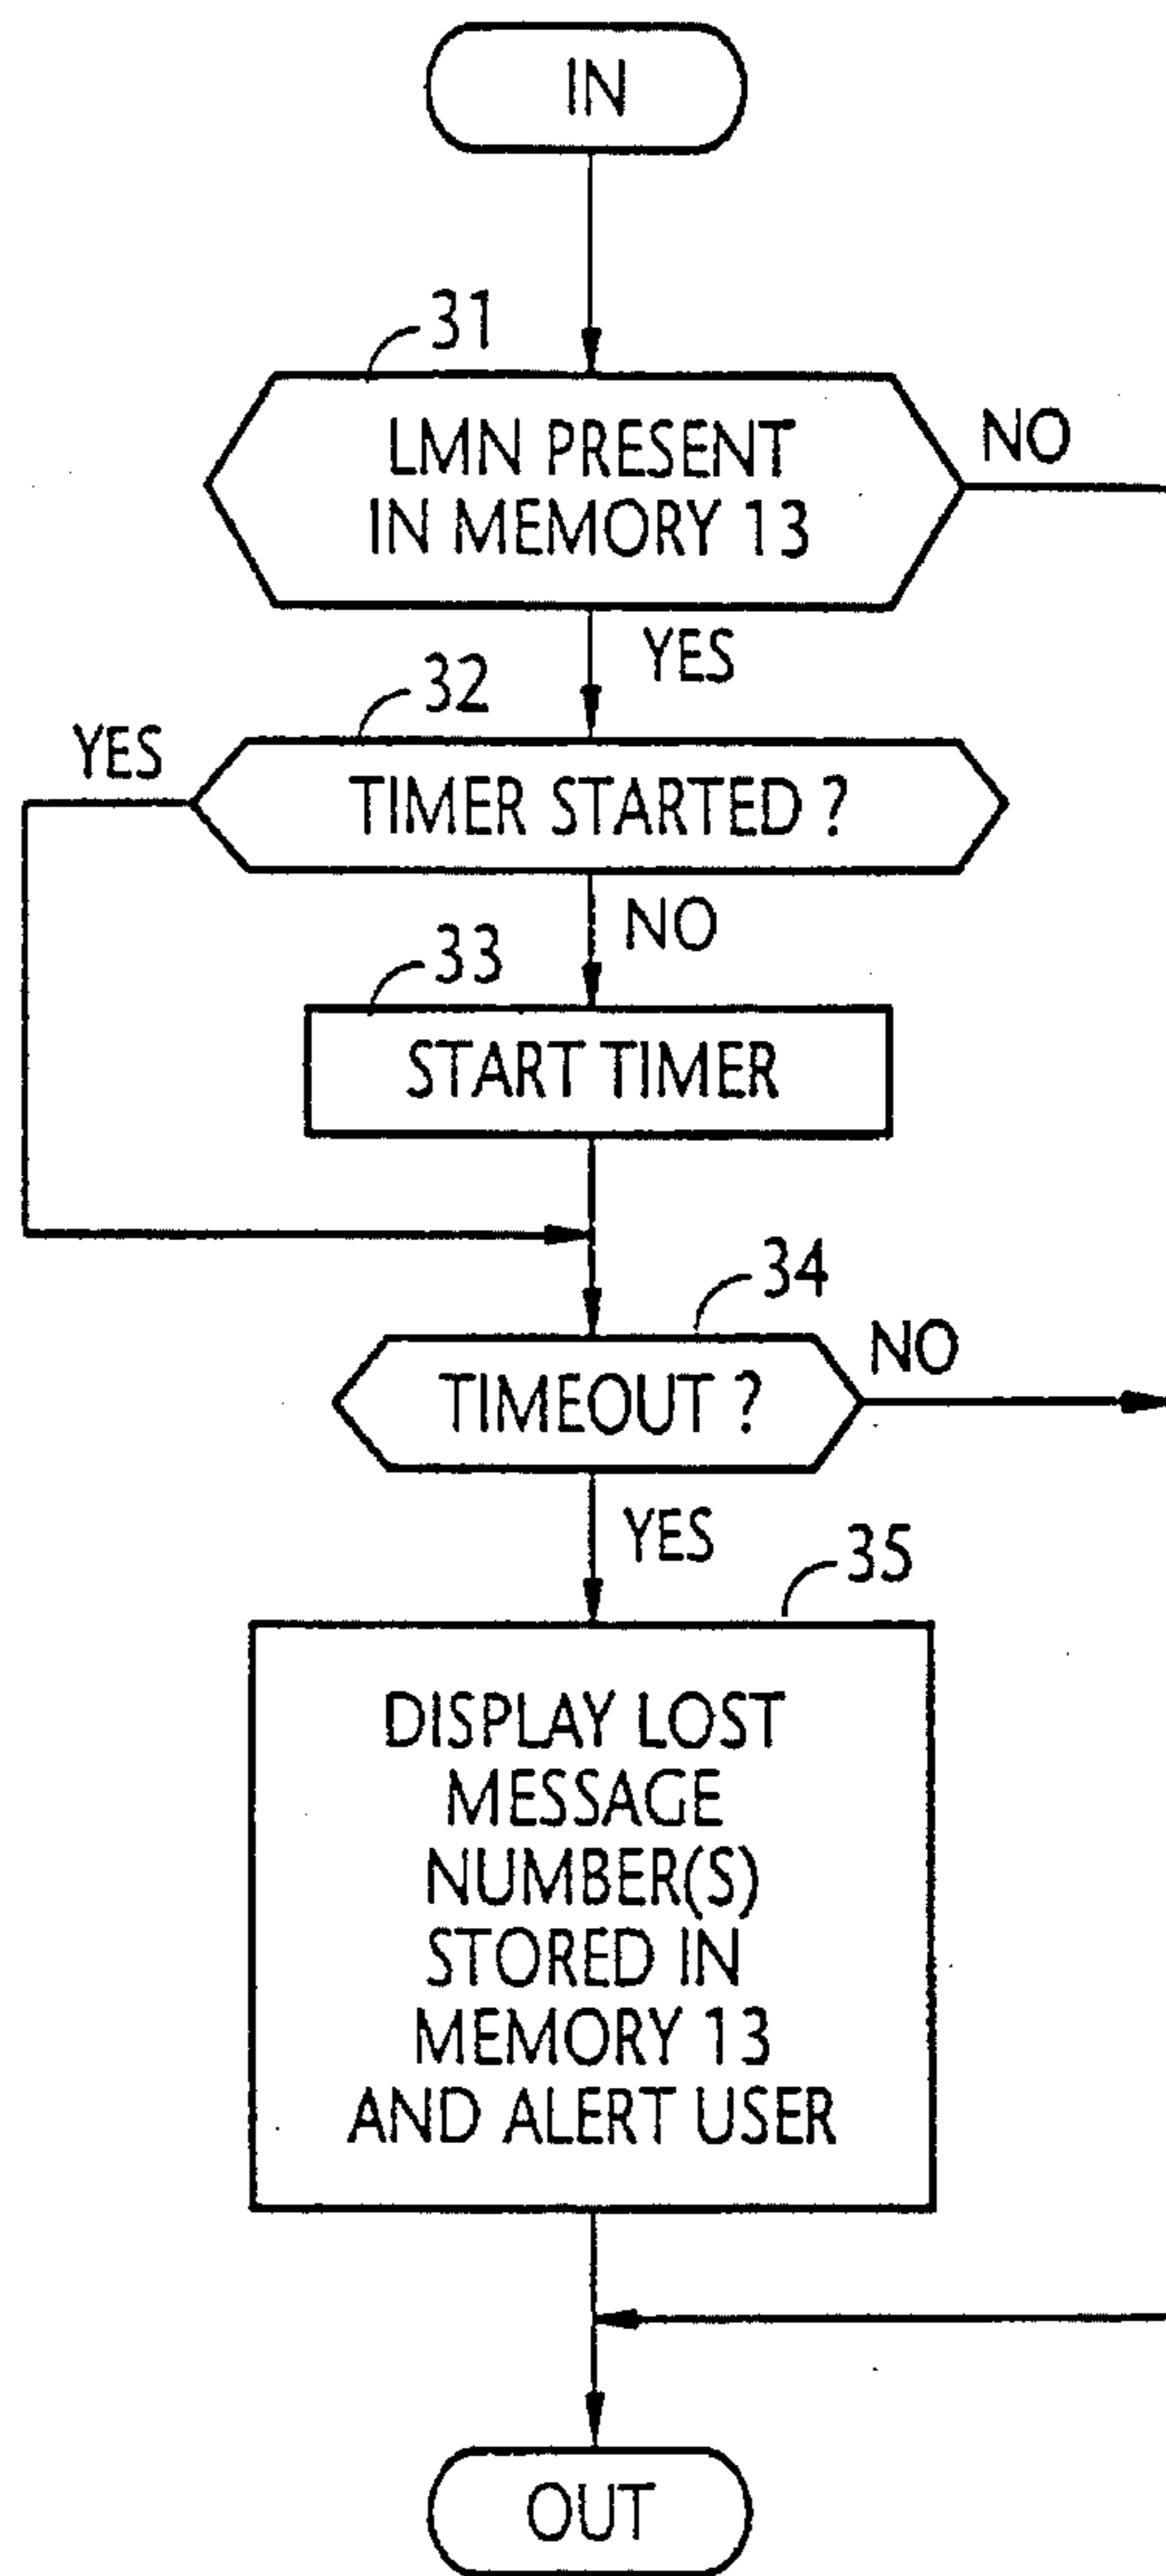 IN
31
LMN PRESENT
IN MEMORY 13
NO
YES
32
YES
TIMER STARTED ?
NO
33
START TIMER
34
NO
TIMEOUT ?
YES
35
DISPLAY LOST
MESSAGE
NUMBER(S)
STORED IN
MEMORY 13
AND ALERT USER
OUT